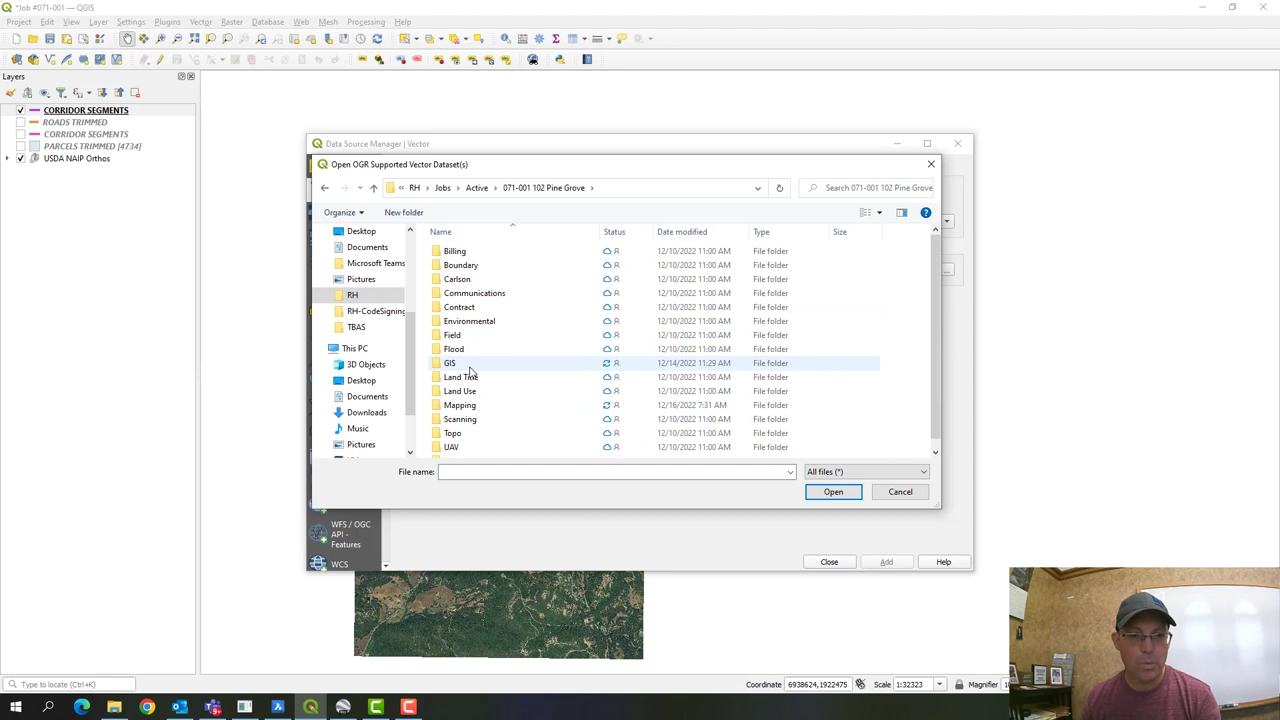 *Job #071-001 — QGIS
Project Edit View Layer Settings Plugins Vector Raster Database Web Mesh Processing Help
Layers
CORRIDOR SEGMENTS
ROADS TRIMMED
CORRIDOR SEGMENTS
PARCELS TRIMMED [4734]
USDA NAIP Orthos
Data Source Manager | Vector
Open OGR Supported Vector Dataset(s)
« RH › Jobs › Active › 071-001 102 Pine Grove ›
Search 071-001 102 Pine Grove
Organize New folder
Name Status Date modified Type Size
Desktop
Documents
Microsoft Teams
Pictures
RH
RH-CodeSigning
TBAS
This PC
3D Objects
Desktop
Documents
Downloads
Music
Pictures
Billing 12/10/2022 11:00 AM File folder
Boundary 12/10/2022 11:00 AM File folder
Carlson 12/10/2022 11:00 AM File folder
Communications 12/10/2022 11:00 AM File folder
Contract 12/10/2022 11:00 AM File folder
Environmental 12/10/2022 11:00 AM File folder
Field 12/10/2022 11:00 AM File folder
Flood 12/10/2022 11:00 AM File folder
GIS 12/14/2022 11:29 AM File folder
Land Title 12/10/2022 11:00 AM File folder
Land Use 12/10/2022 11:00 AM File folder
Mapping 12/16/2022 7:31 AM File folder
Scanning 12/10/2022 11:00 AM File folder
Topo 12/10/2022 11:00 AM File folder
UAV 12/10/2022 11:00 AM File folder
File name: All files (*)
Open Cancel
WFS / OGC
API -
Features
WCS
Close Add Help
Type to locate (Ctrl+K) Coordinate 6938624,1922475 Scale 1:32323 Magnifier